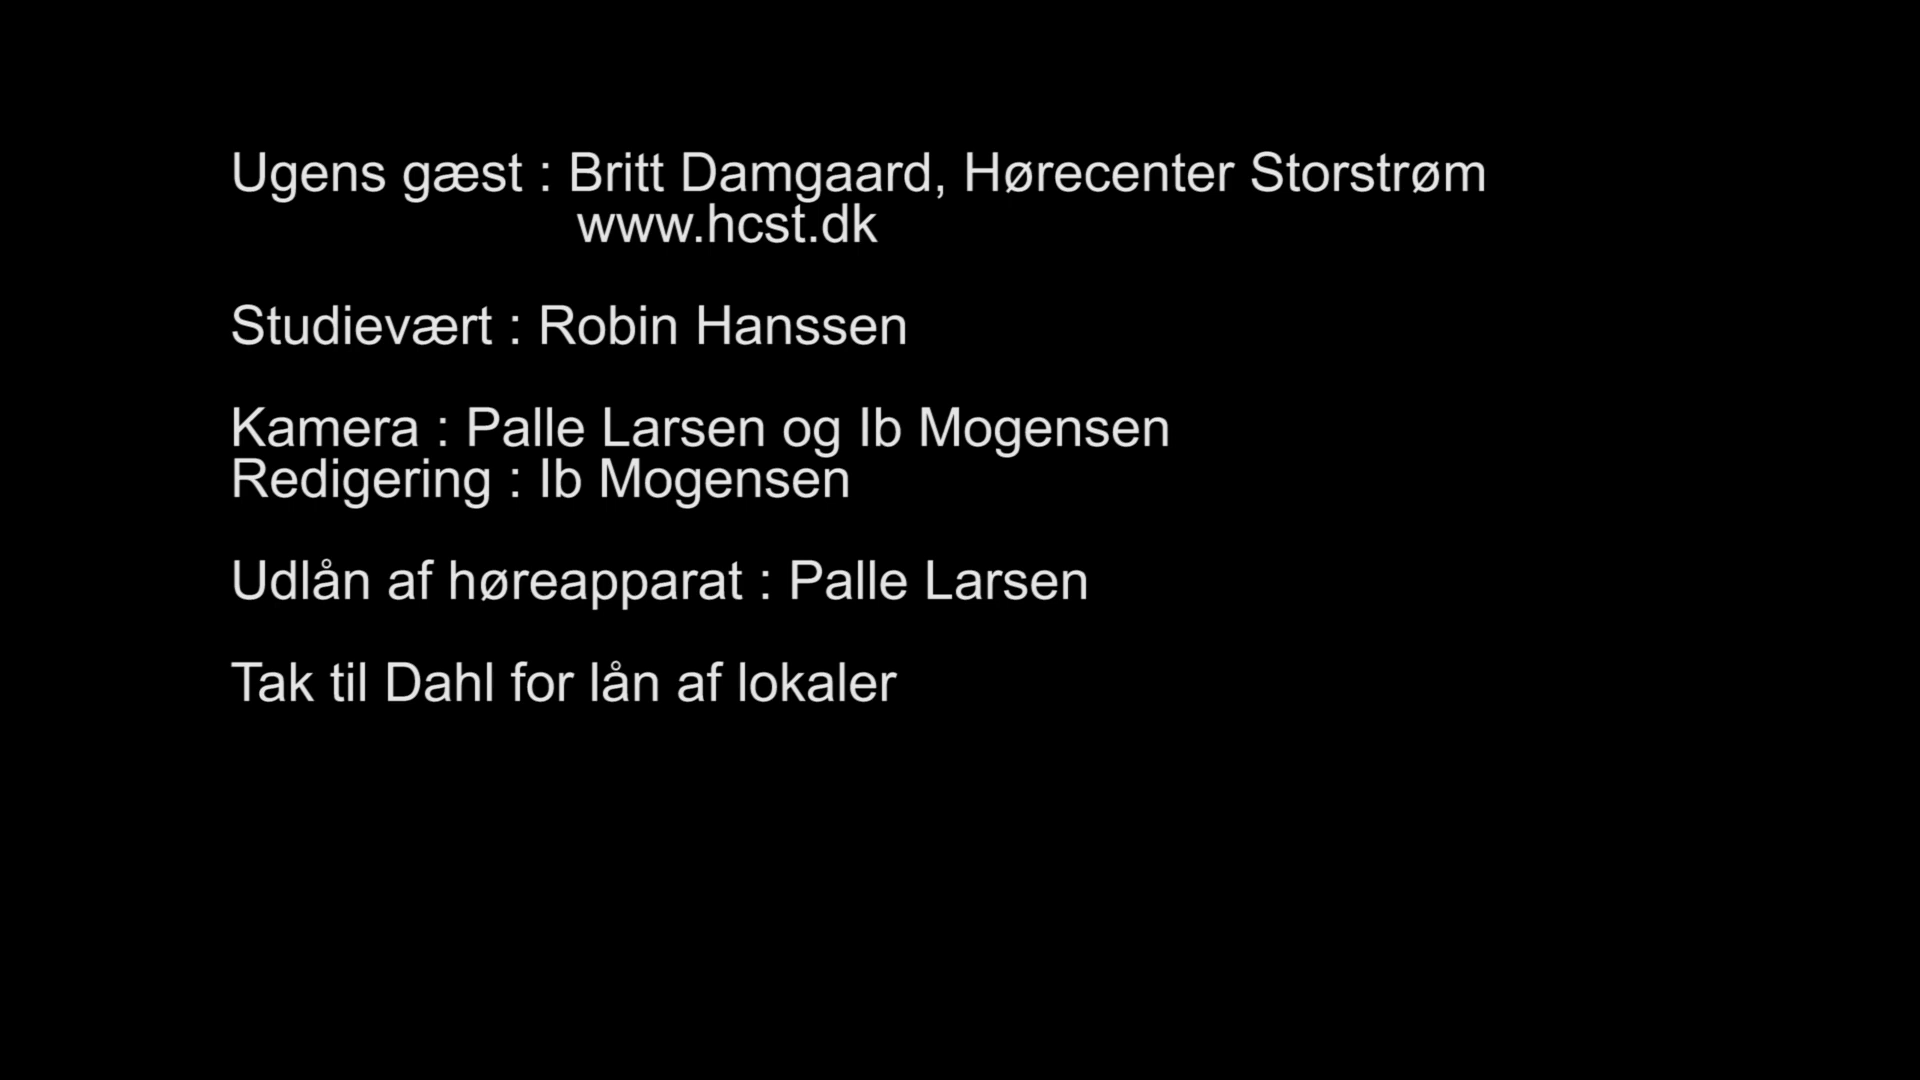 Ugens gæst : Britt Damgaard, Hørecenter Storstrøm
www.hcst.dk
Studievært : Robin Hanssen
Kamera : Palle Larsen og Ib Mogensen
Redigering : Ib Mogensen
Udlån af høreapparat : Palle Larsen
Tak til Dahl for lån af lokaler